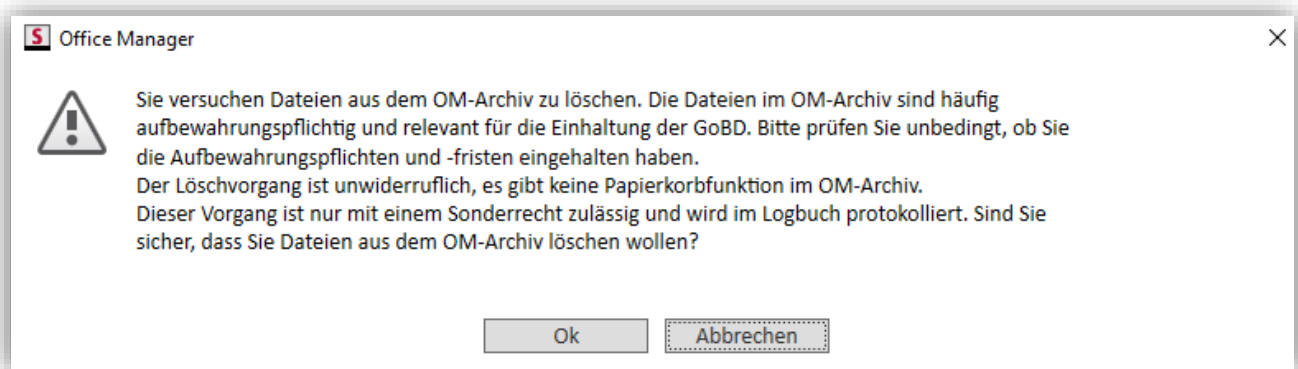 S Office Manager
Sie versuchen Dateien aus dem OM-Archiv zu löschen. Die Dateien im OM-Archiv sind häufig
aufbewahrungspflichtig und relevant für die Einhaltung der GoBD. Bitte prüfen Sie unbedingt, ob Sie
die Aufbewahrungspflichten und -fristen eingehalten haben.
Der Löschvorgang ist unwiderruflich, es gibt keine Papierkorbfunktion im OM-Archiv.
Dieser Vorgang ist nur mit einem Sonderrecht zulässig und wird im Logbuch protokolliert. Sind Sie
sicher, dass Sie Dateien aus dem OM-Archiv löschen wollen?
Ok Abbrechen